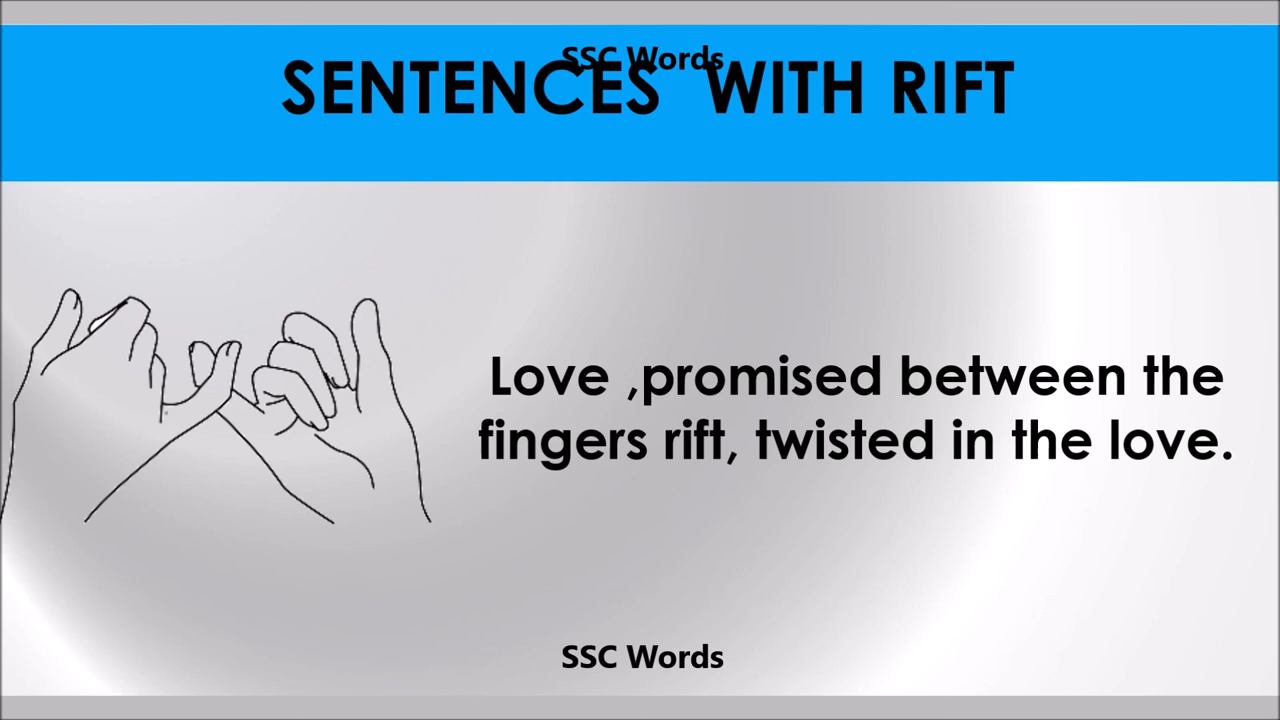 SSC Words
SENTENCES WITH RIFT
Love ,promised between the
fingers rift, twisted in the love.
SSC Words